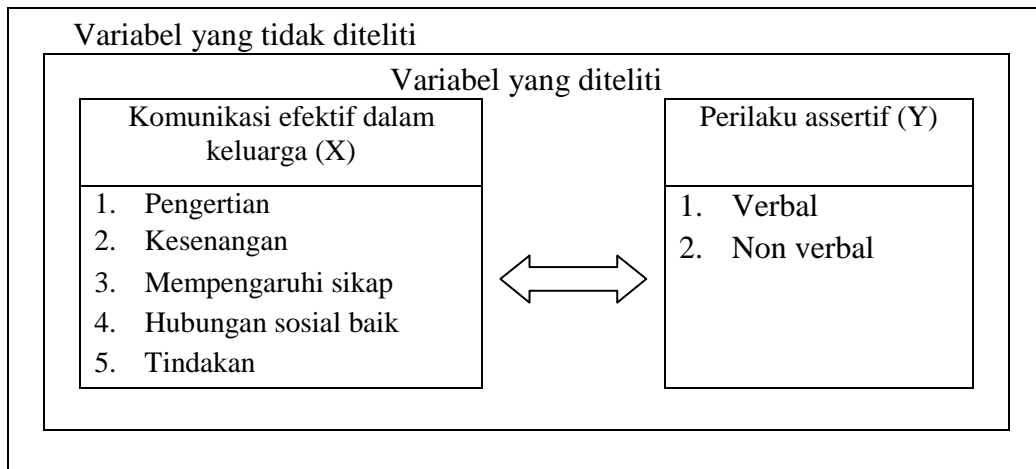 Variabel yang tidak diteliti
Variabel yang diteliti
Komunikasi efektif dalam
keluarga (X)
1. Pengertian
2. Kesenangan
3. Mempengaruhi sikap
4. Hubungan sosial baik
5. Tindakan
Perilaku assertif (Y)
1. Verbal
2. Non verbal